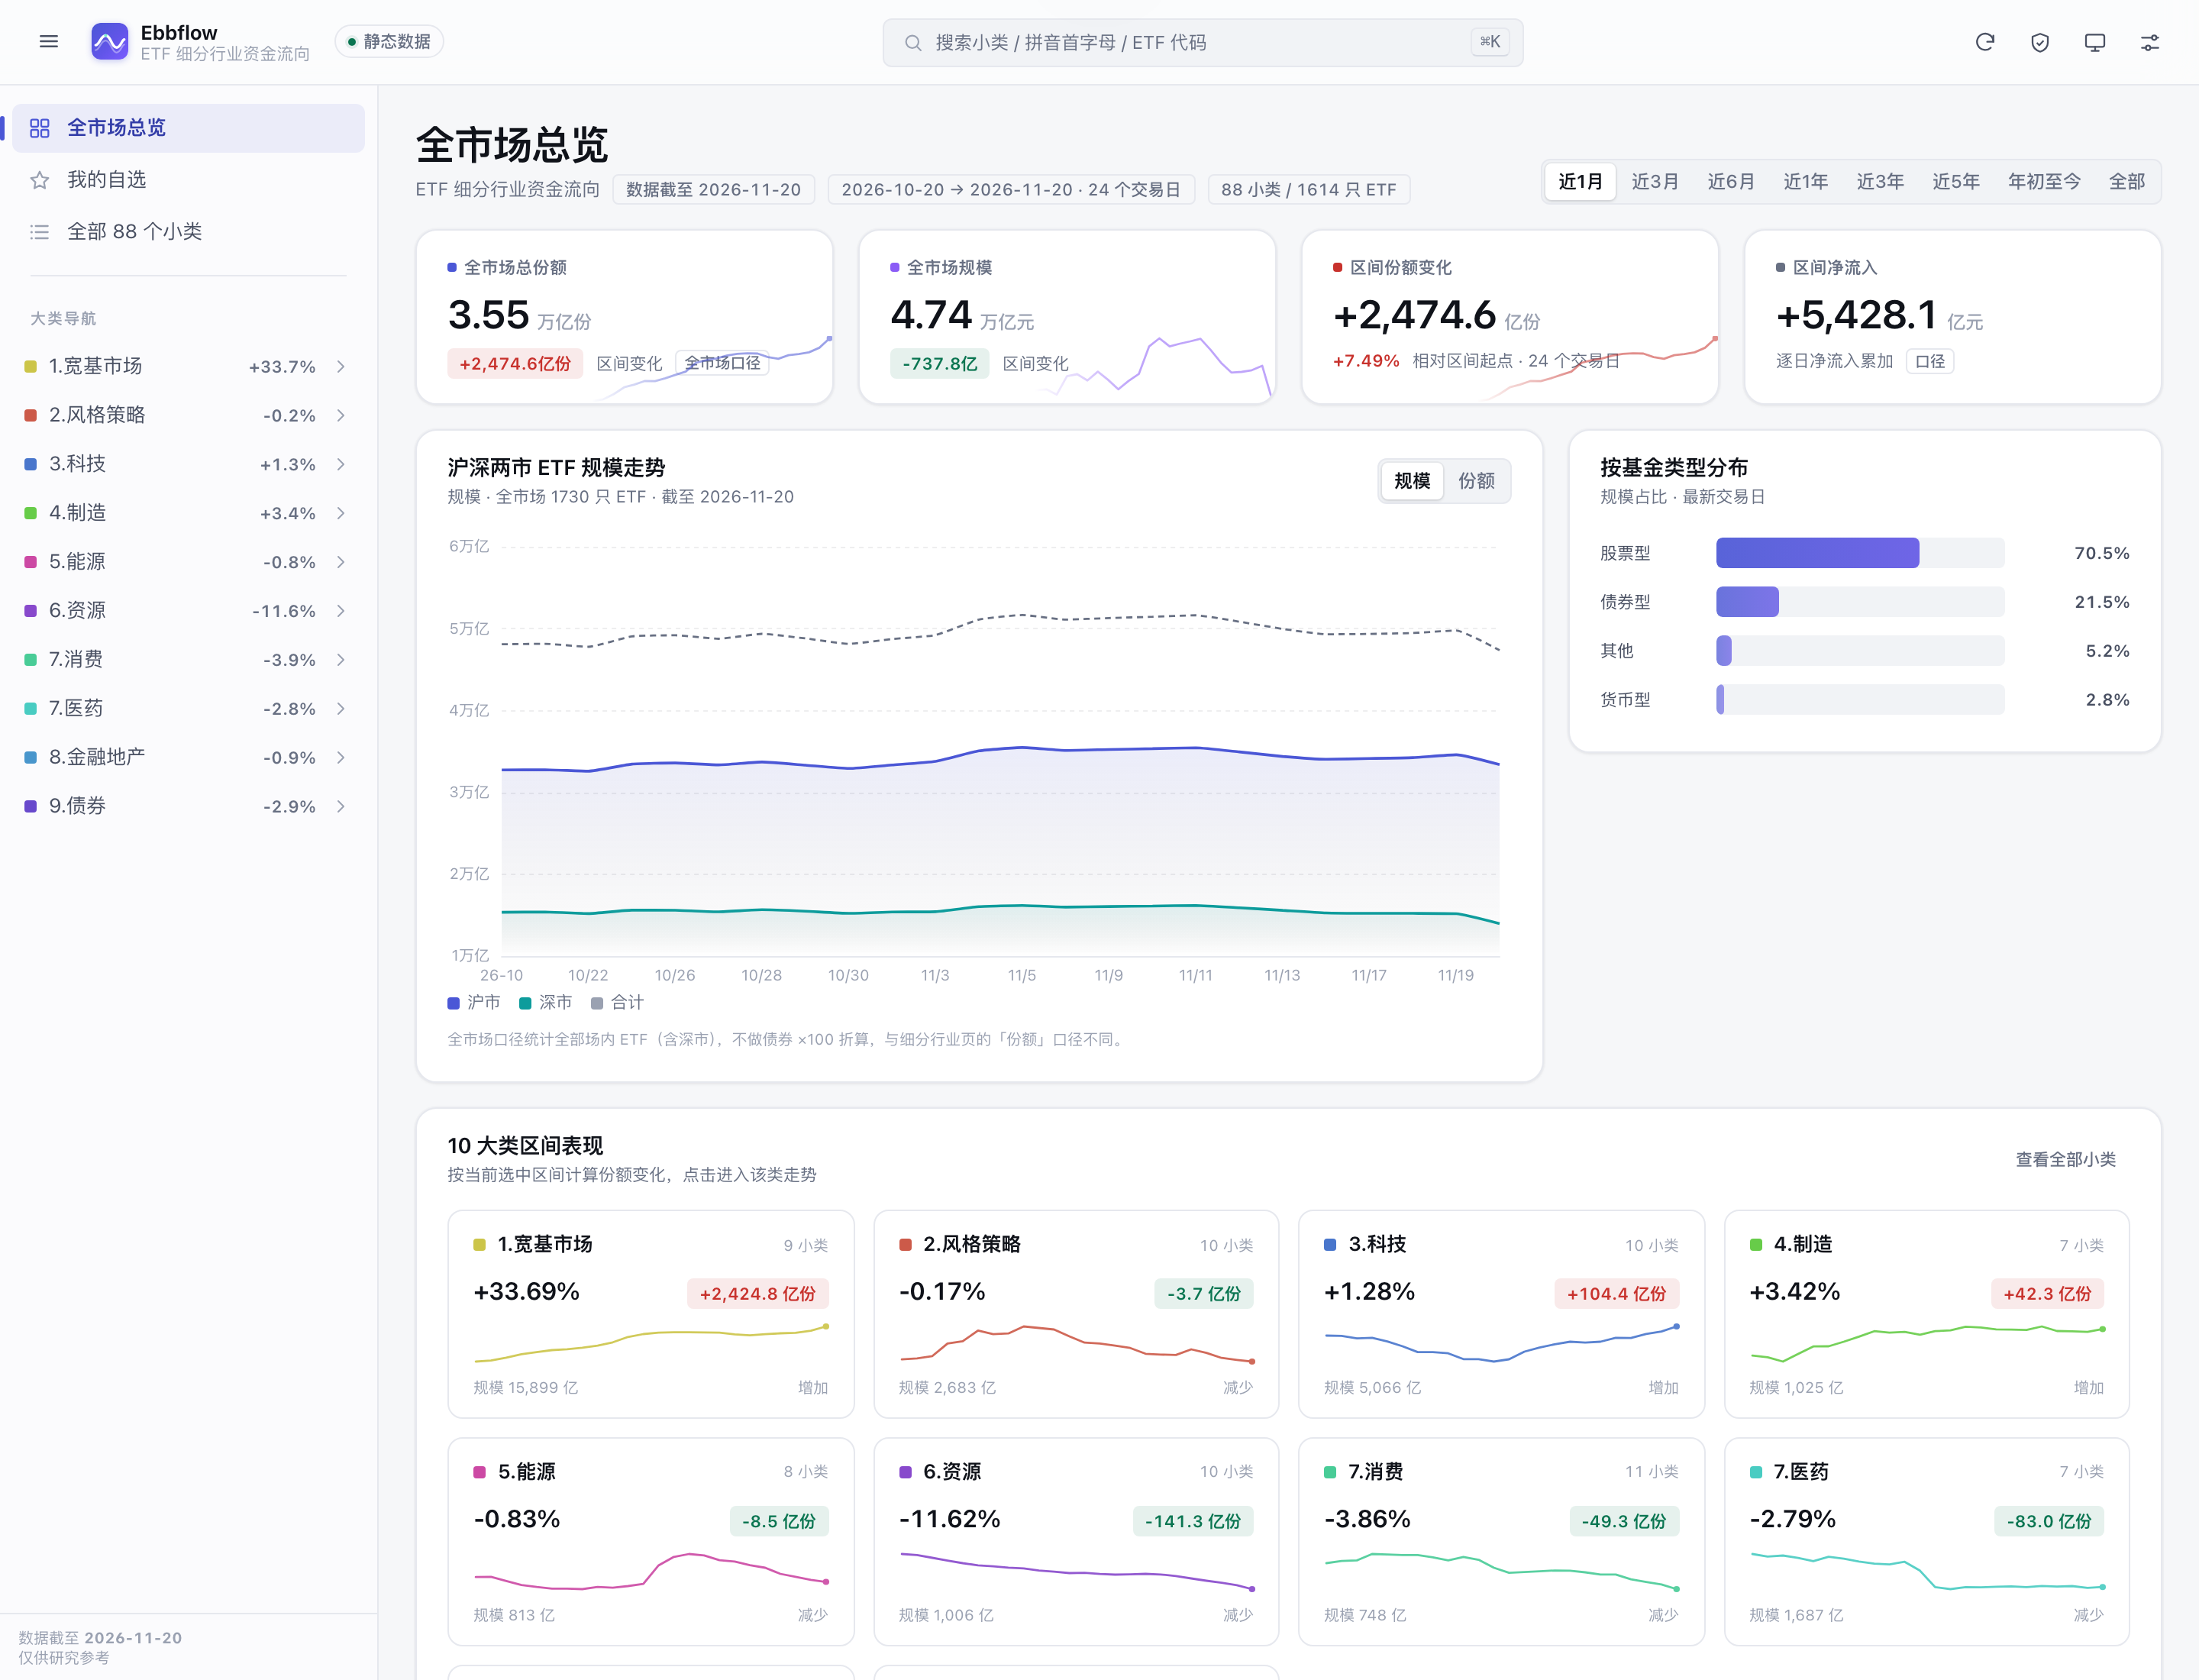 Ebbflow
ETF 细分行业资金流向
静态数据
搜索小类 / 拼音首字母 / ETF 代码
⌘K
全市场总览
我的自选
全部 88 个小类
大类导航
1.宽基市场 +33.7%
2.风格策略 -0.2%
3.科技 +1.3%
4.制造 +3.4%
5.能源 -0.8%
6.资源 -11.6%
7.消费 -3.9%
7.医药 -2.8%
8.金融地产 -0.9%
9.债券 -2.9%
数据截至 2026-11-20
仅供研究参考
全市场总览
ETF 细分行业资金流向 数据截至 2026-11-20 2026-10-20 → 2026-11-20 · 24 个交易日 88 小类 / 1614 只 ETF
近1月 近3月 近6月 近1年 近3年 近5年 年初至今 全部
全市场总份额
3.55 万亿份
+2,474.6亿份 区间变化 全市场口径
全市场规模
4.74 万亿元
-737.8亿 区间变化
区间份额变化
+2,474.6 亿份
+7.49% 相对区间起点 · 24 个交易日
区间净流入
+5,428.1 亿元
逐日净流入累加 口径
沪深两市 ETF 规模走势
规模 · 全市场 1730 只 ETF · 截至 2026-11-20
规模 份额
6万亿
5万亿
4万亿
3万亿
2万亿
1万亿
26-10 10/22 10/26 10/28 10/30 11/3 11/5 11/9 11/11 11/13 11/17 11/19
沪市 深市 合计
全市场口径统计全部场内 ETF（含深市），不做债券 ×100 折算，与细分行业页的「份额」口径不同。
按基金类型分布
规模占比 · 最新交易日
股票型 70.5%
债券型 21.5%
其他 5.2%
货币型 2.8%
10 大类区间表现
按当前选中区间计算份额变化，点击进入该类走势
查看全部小类
1.宽基市场 9 小类
+33.69% +2,424.8 亿份
规模 15,899 亿 增加
2.风格策略 10 小类
-0.17% -3.7 亿份
规模 2,683 亿 减少
3.科技 10 小类
+1.28% +104.4 亿份
规模 5,066 亿 增加
4.制造 7 小类
+3.42% +42.3 亿份
规模 1,025 亿 增加
5.能源 8 小类
-0.83% -8.5 亿份
规模 813 亿 减少
6.资源 10 小类
-11.62% -141.3 亿份
规模 1,006 亿 减少
7.消费 11 小类
-3.86% -49.3 亿份
规模 748 亿 减少
7.医药 7 小类
-2.79% -83.0 亿份
规模 1,687 亿 减少